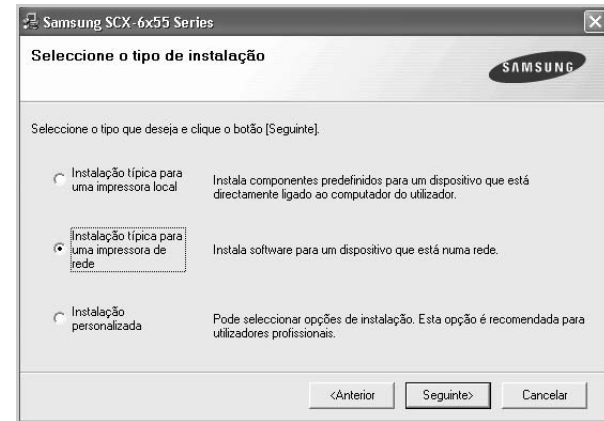 Samsung SCX-6x55 Series
Seleccione o tipo de instalação
SAMSUNG
Seleccione o tipo que deseja e clique o botão [Seguinte].
Instalação típica para
uma impressora local
Instala componentes predefinidos para um dispositivo que está
directamente ligado ao computador do utilizador.
Instalação típica para
uma impressora de
rede
Instala software para um dispositivo que está numa rede.
Instalação
personalizada
Pode seleccionar opções de instalação. Esta opção é recomendada para
utilizadores profissionais.
<Anterior
Seguinte>
Cancelar